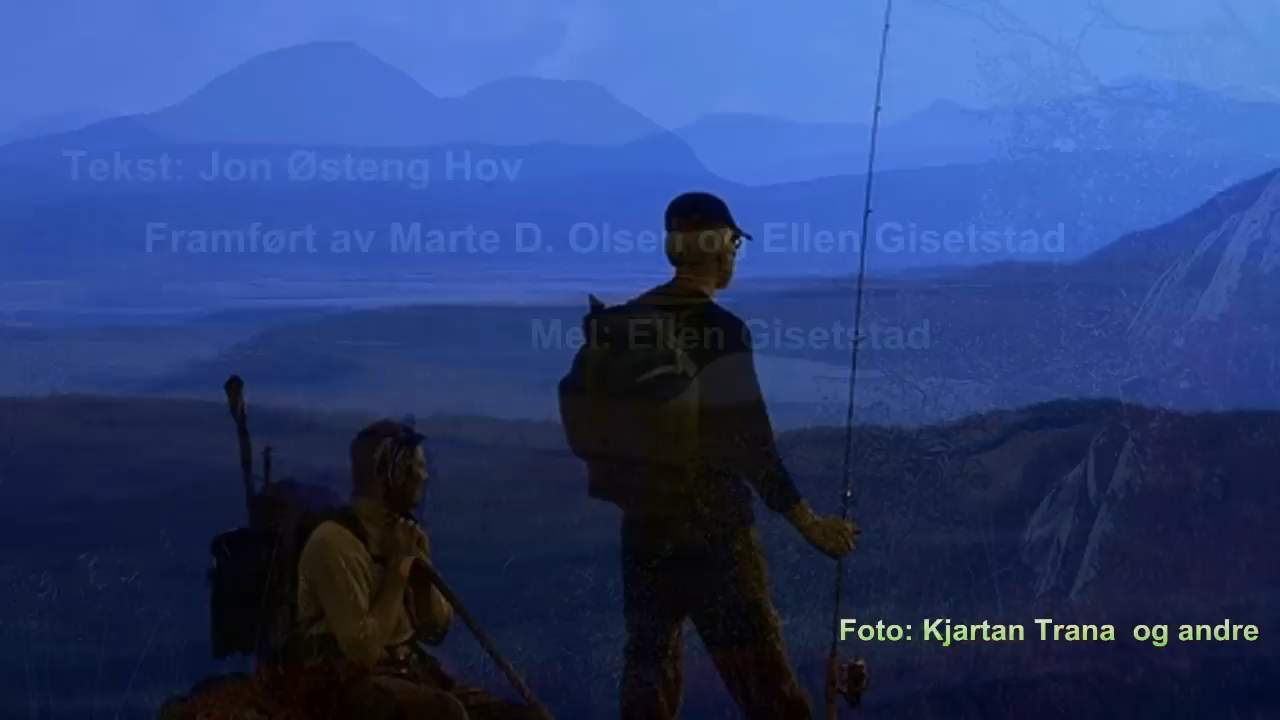 Tekst: Jon Østeng Hov
Framført av Marte D. Olsen og Ellen Gisetstad
Mel: Ellen Gisetstad
Foto: Kjartan Trana og andre